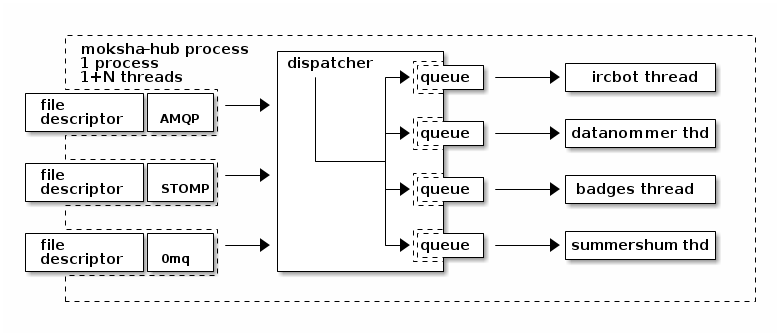 moksha-hub process
1 process
1+N threads
file
descriptor
AMQP
file
descriptor
STOMP
file
descriptor
0mq
dispatcher
queue
queue
queue
queue
ircbot thread
datanommer thd
badges thread
summershum thd